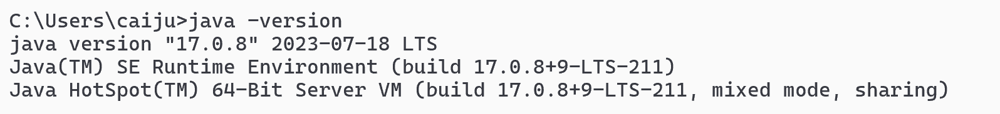 C:\Users\caiju>java -version
java version "17.0.8" 2023-07-18 LTS
Java(TM) SE Runtime Environment (build 17.0.8+9-LTS-211)
Java HotSpot(TM) 64-Bit Server VM (build 17.0.8+9-LTS-211, mixed mode, sharing)